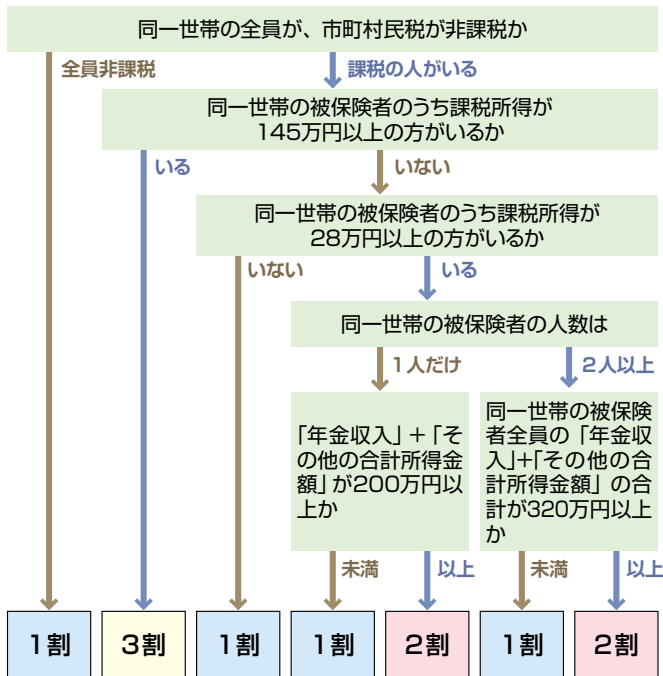 同一世帯の全員が、市町村民税が非課税か
全員非課税
課税の人がいる
同一世帯の被保険者のうち課税所得が
145万円以上の方がいるか
いる
いない
同一世帯の被保険者のうち課税所得が
28万円以上の方がいるか
いない
いる
同一世帯の被保険者の人数は
1人だけ
2人以上
「年金収入」+「そ
の他の合計所得金
額」が200万円以
上か
同一世帯の被保険
者全員の「年金収
入」+「その他の合
計所得金額」の合
計が320万円以上
か
未満
以上
未満
以上
1割
3割
1割
1割
2割
1割
2割